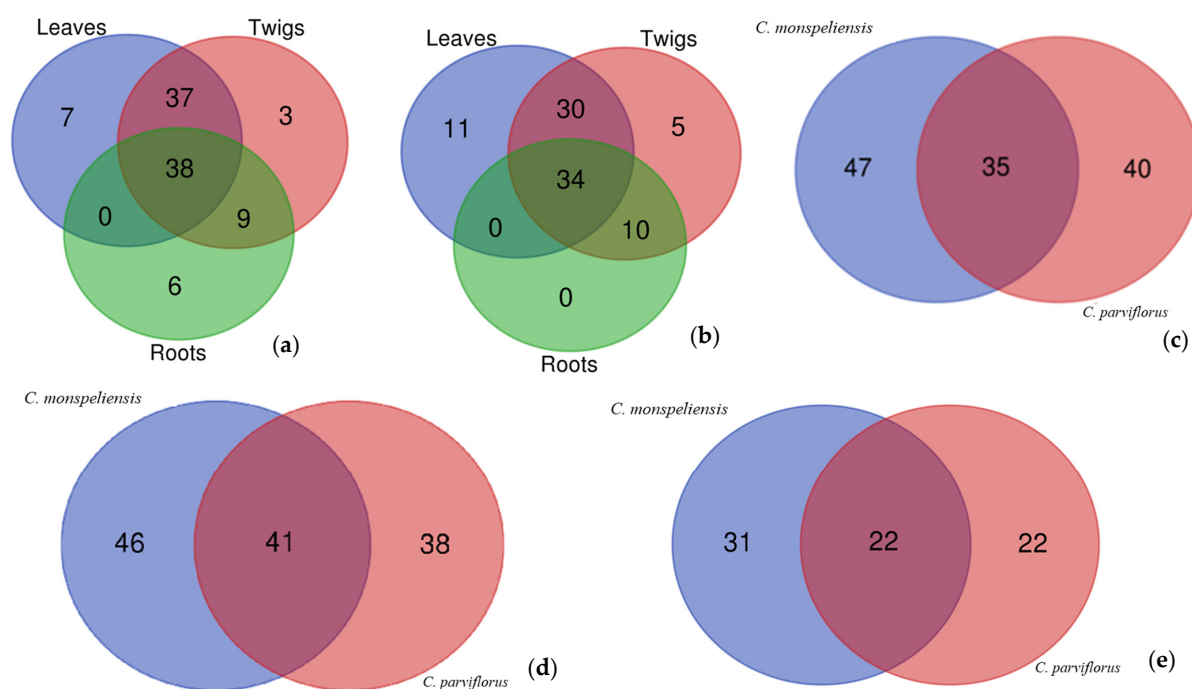 Leaves
Twigs
7
37
3
38
0
9
6
Roots
(a)
Leaves
Twigs
11
30
5
34
0
10
0
Roots
(b)
C. monspeliensis
47
35
40
C. parviflorus
(c)
C. monspeliensis
46
41
38
C. parviflorus
(d)
C. monspeliensis
31
22
22
C. parviflorus
(e)